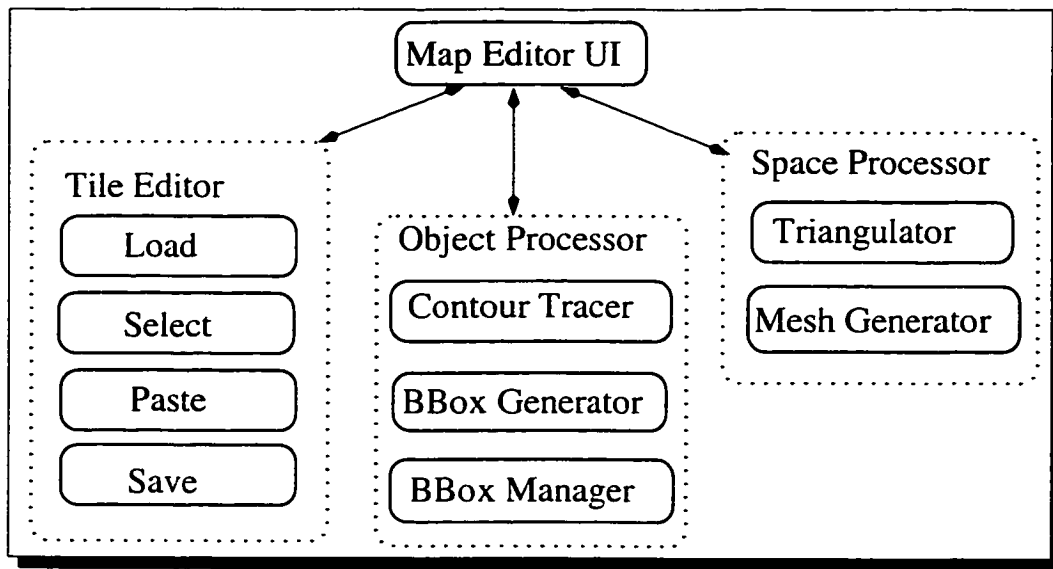 Map Editor UI
Tile Editor
Load
Select
Paste
Save
Object Processor
Contour Tracer
BBox Generator
BBox Manager
Space Processor
Triangulator
Mesh Generator